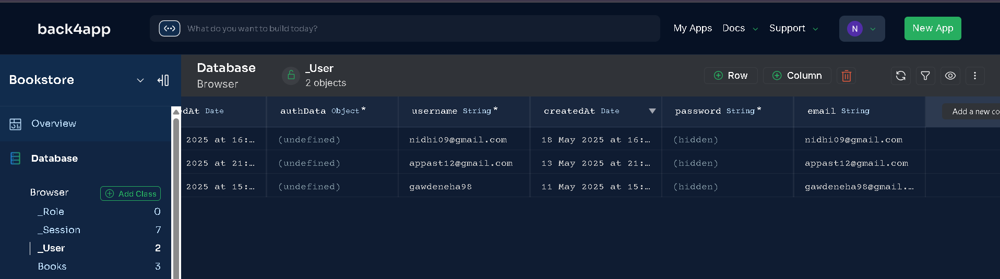 back4app
What do you want to build today?
My Apps Docs Support N New App
Bookstore
Overview
Database
Browser Add Class
_Role 0
_Session 7
_User 2
Books 3
Database
Browser
_User
2 objects
Row Column
edAt Date authData Object* username String* createdAt Date password String* email String Add a new co
2025 at 16:… (undefined) nidhi09@gmail.com 18 May 2025 at 16:… (hidden) nidhi09@gmail.com
2025 at 21:… (undefined) appast12@gmail.com 13 May 2025 at 21:… (hidden) appast12@gmail.com
2025 at 15:… (undefined) gawdeneha98 11 May 2025 at 15:… (hidden) gawdeneha98@gmail.…